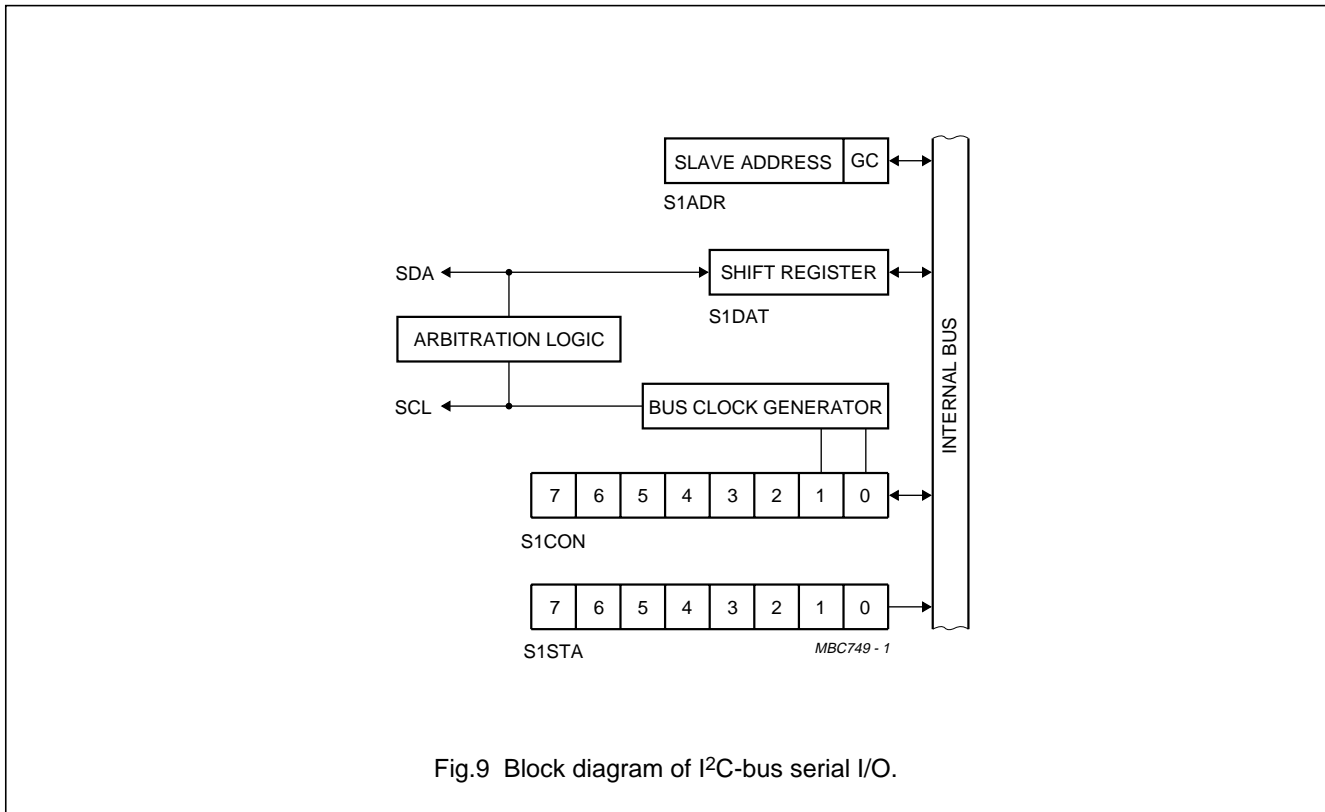 SLAVE ADDRESS GC
S1ADR
SDA
SHIFT REGISTER
S1DAT
ARBITRATION LOGIC
SCL
BUS CLOCK GENERATOR
7 6 5 4 3 2 1 0
S1CON
7 6 5 4 3 2 1 0
S1STA
MBC749 - 1
INTERNAL BUS
Fig.9 Block diagram of I²C-bus serial I/O.